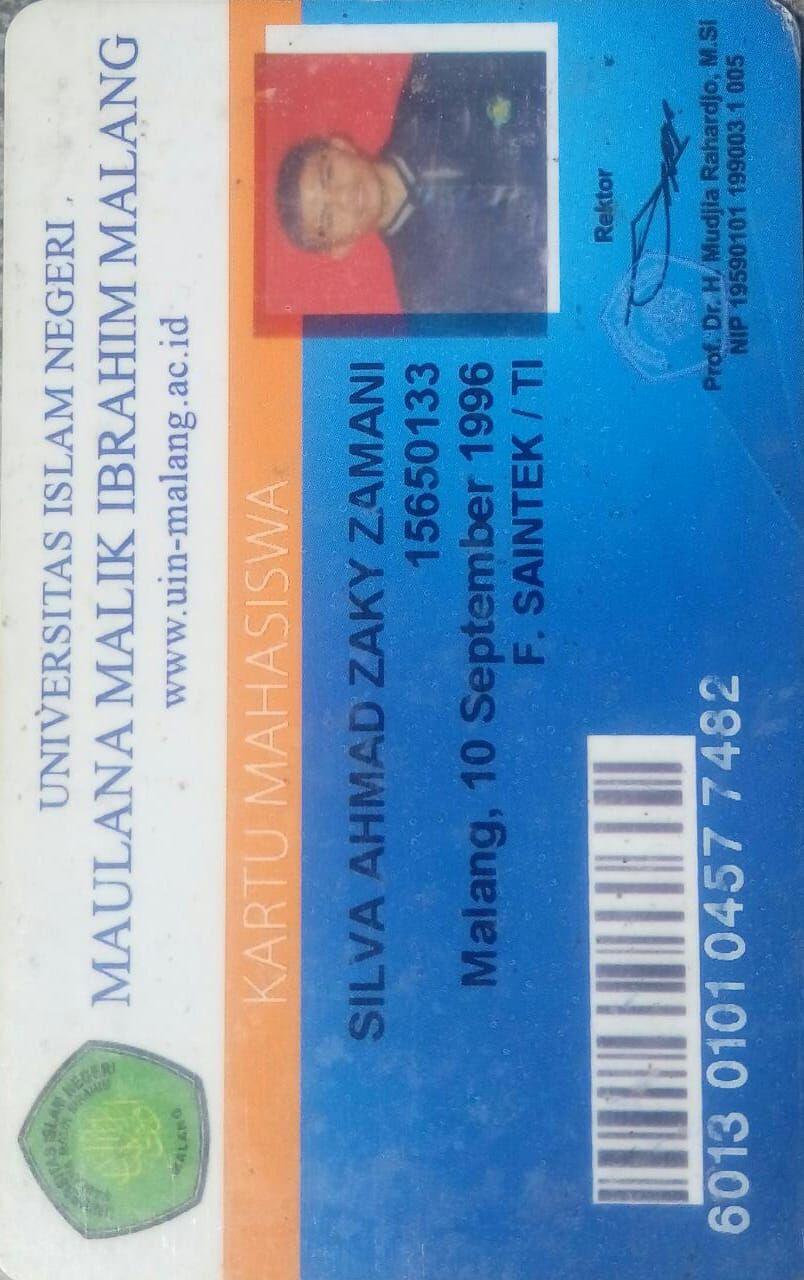 UNIVERSITAS ISLAM NEGERI
MAULANA MALIK IBRAHIM MALANG
www.uin-malang.ac.id
KARTU MAHASISWA
SILVA AHMAD ZAKY ZAMANI
15650133
Malang, 10 September 1996
F. SAINTEK / TI
Rektor
Prof. Dr. H. Mudjia Rahardjo, M.Si
NIP 19590101 199003 1 005
6013 0101 0457 7482
MALANG